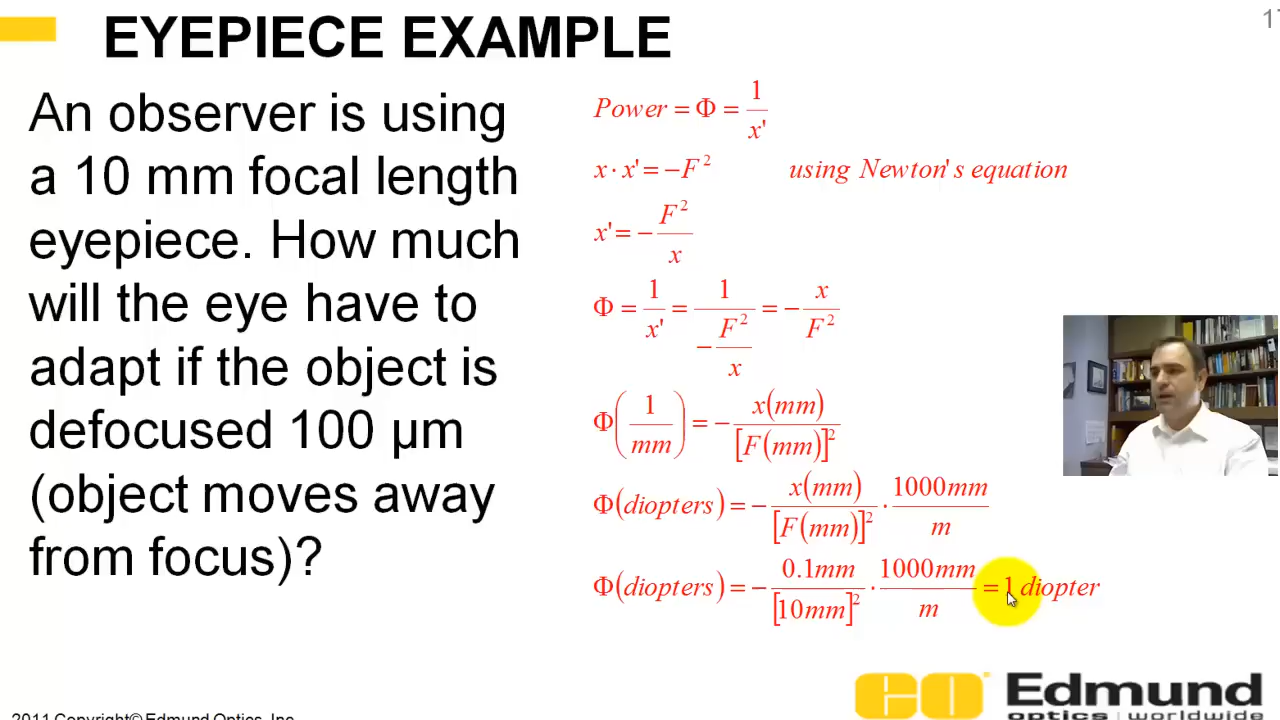 17
EYEPIECE EXAMPLE
An observer is using
a 10 mm focal length
eyepiece. How much
will the eye have to
adapt if the object is
defocused 100 µm
(object moves away
from focus)?
Power = Φ = 1/x'
x · x' = −F² using Newton's equation
x' = − F²/x
Φ = 1/x' = 1/(− F²/x) = − x/F²
Φ(1/mm) = − x(mm)/[F(mm)]²
Φ(diopters) = − x(mm)/[F(mm)]² · 1000mm/m
Φ(diopters) = − 0.1mm/[10mm]² · 1000mm/m = 1 diopter
EO Edmund
optics | worldwide
2011 Copyright© Edmund Optics, Inc.